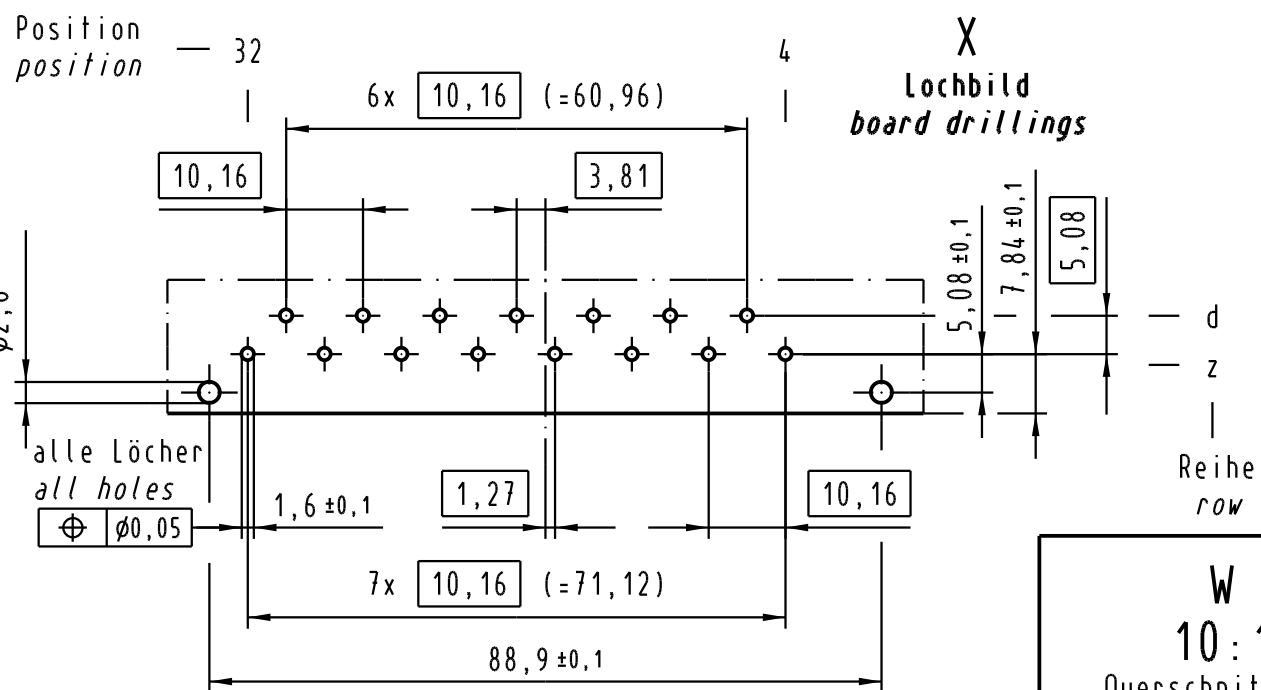 Position
position
32
4
X
Lochbild
board drillings
6x 10,16 (=60,96)
10,16
3,81
5,08 ±0,1
7,84 ±0,1
5,08
d
z
alle Löcher
all holes
⌖ ϕ0,05
1,6 ±0,1
1,27
10,16
Reihe
row
7x 10,16 (=71,12)
88,9 ±0,1
W